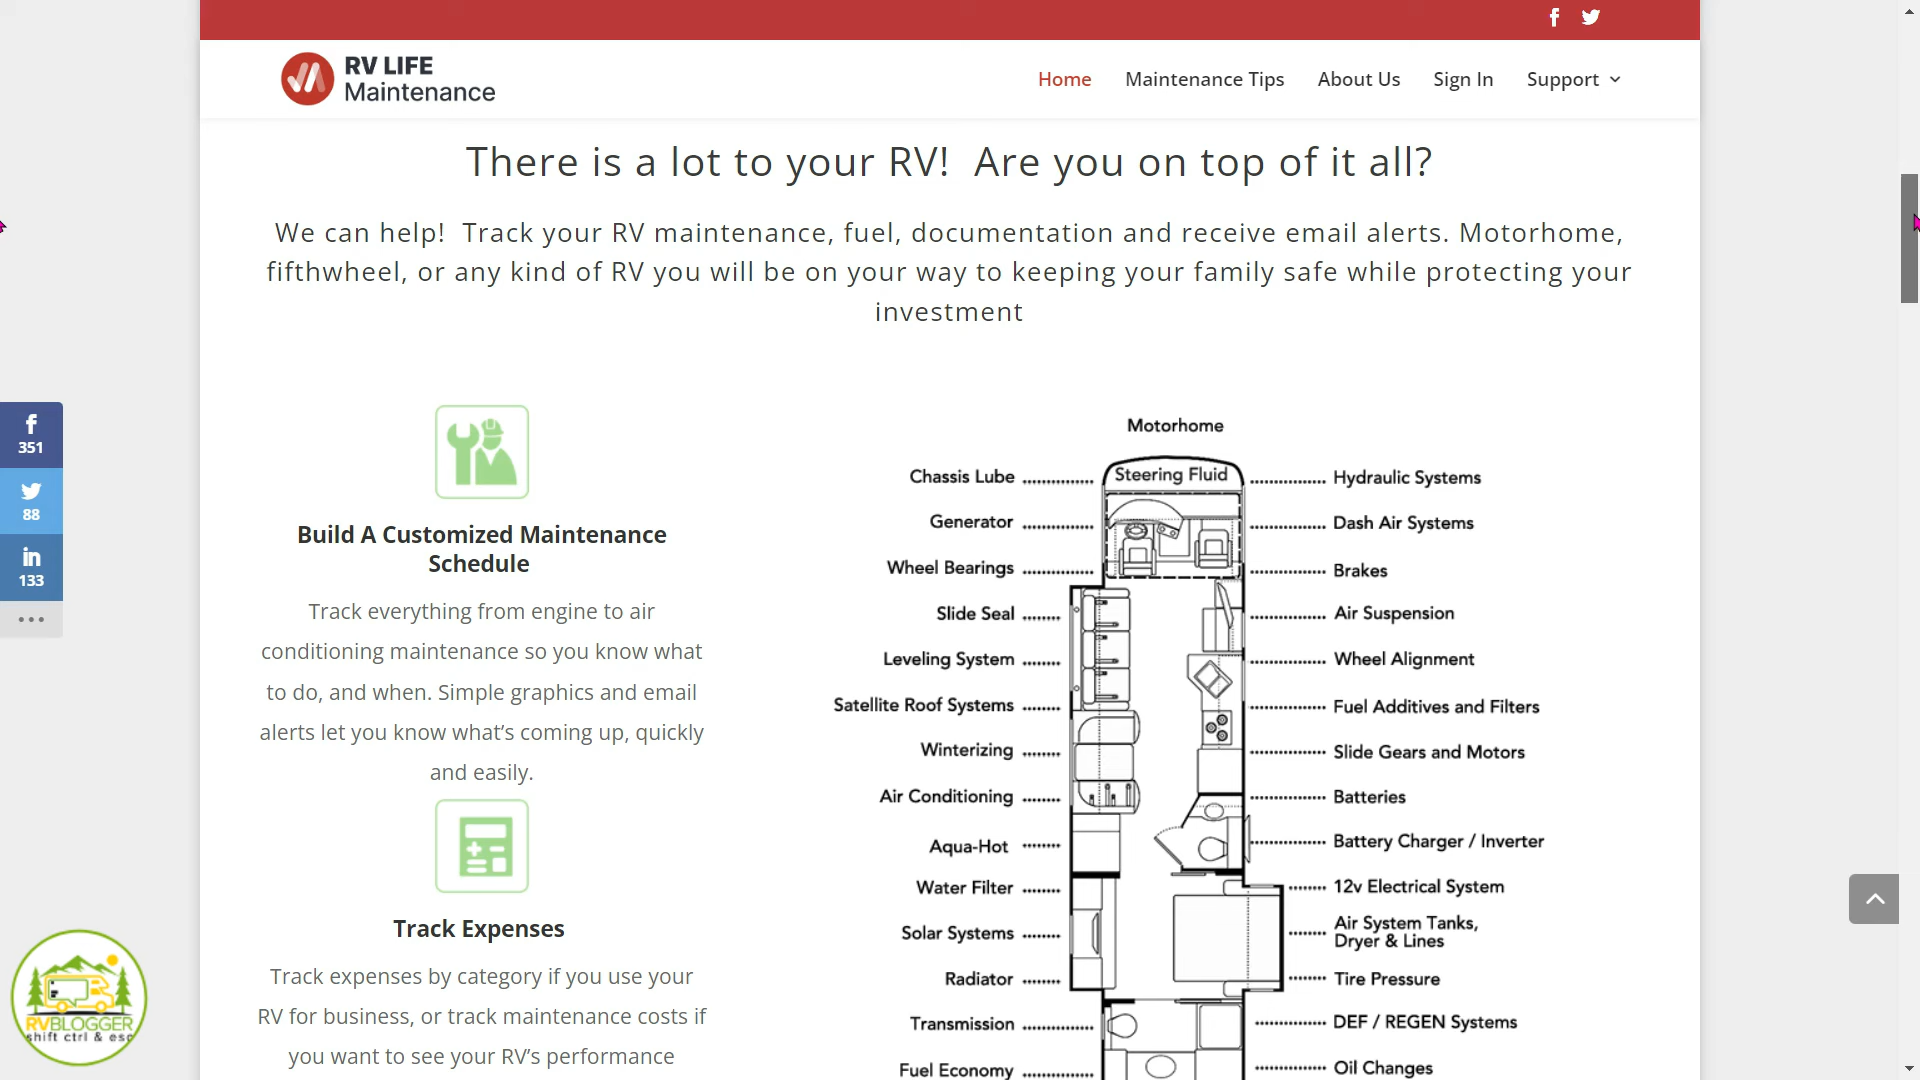 RV LIFE
Maintenance
Home
Maintenance Tips
About Us
Sign In
Support
There is a lot to your RV!  Are you on top of it all?
We can help!  Track your RV maintenance, fuel, documentation and receive email alerts. Motorhome,
fifthwheel, or any kind of RV you will be on your way to keeping your family safe while protecting your
investment
351
88
133
Build A Customized Maintenance
Schedule
Track everything from engine to air
conditioning maintenance so you know what
to do, and when. Simple graphics and email
alerts let you know what’s coming up, quickly
and easily.
Track Expenses
Track expenses by category if you use your
RV for business, or track maintenance costs if
you want to see your RV’s performance
Motorhome
Steering Fluid
Chassis Lube
Generator
Wheel Bearings
Slide Seal
Leveling System
Satellite Roof Systems
Winterizing
Air Conditioning
Aqua-Hot
Water Filter
Solar Systems
Radiator
Transmission
Fuel Economy
Hydraulic Systems
Dash Air Systems
Brakes
Air Suspension
Wheel Alignment
Fuel Additives and Filters
Slide Gears and Motors
Batteries
Battery Charger / Inverter
12v Electrical System
Air System Tanks,
Dryer & Lines
Tire Pressure
DEF / REGEN Systems
Oil Changes
RVBLOGGER
shift ctrl & esc